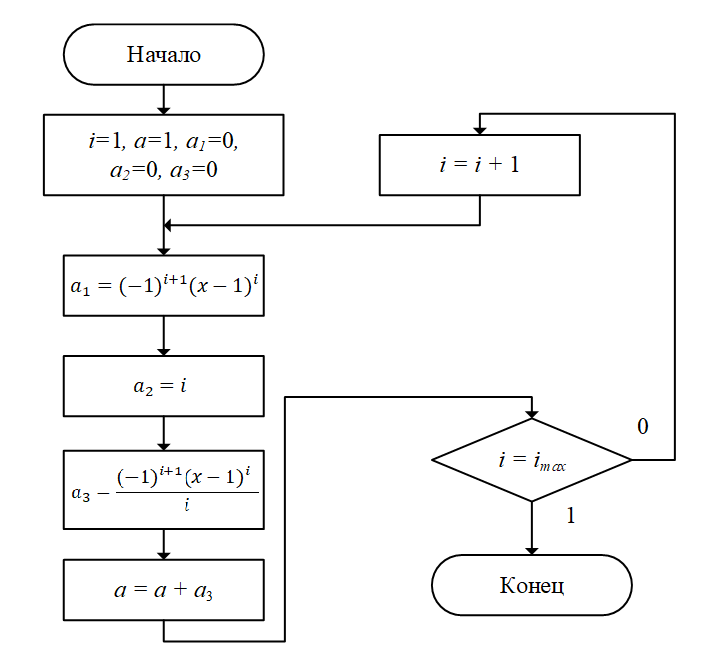 Начало
i=1, a=1, a₁=0,
a₂=0, a₃=0
i = i + 1
a₁ = (−1)ⁱ⁺¹(x − 1)ⁱ
a₂ = i
a₃ − (−1)ⁱ⁺¹(x − 1)ⁱ / i
a = a + a₃
i = iₘₐₓ
0
1
Конец